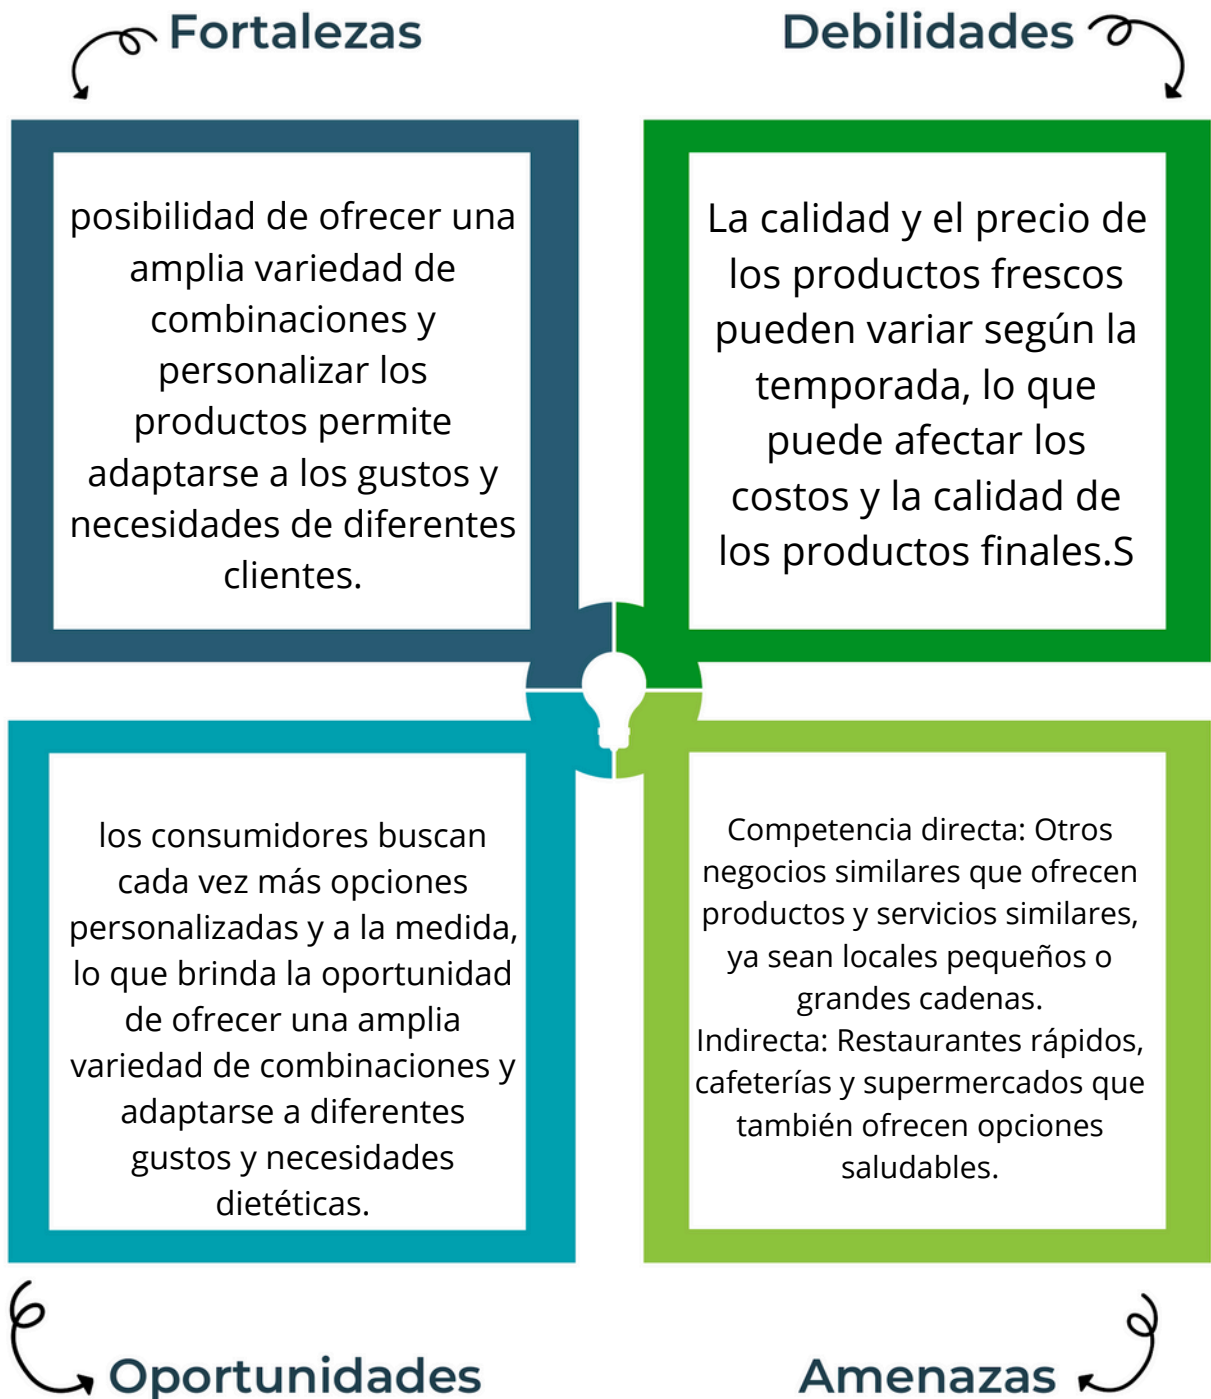 Fortalezas
posibilidad de ofrecer una
amplia variedad de
combinaciones y
personalizar los
productos permite
adaptarse a los gustos y
necesidades de diferentes
clientes.
Debilidades
La calidad y el precio de
los productos frescos
pueden variar según la
temporada, lo que
puede afectar los
costos y la calidad de
los productos finales.S
los consumidores buscan
cada vez más opciones
personalizadas y a la medida,
lo que brinda la oportunidad
de ofrecer una amplia
variedad de combinaciones y
adaptarse a diferentes
gustos y necesidades
dietéticas.
Oportunidades
Competencia directa: Otros
negocios similares que ofrecen
productos y servicios similares,
ya sean locales pequeños o
grandes cadenas.
Indirecta: Restaurantes rápidos,
cafeterías y supermercados que
también ofrecen opciones
saludables.
Amenazas